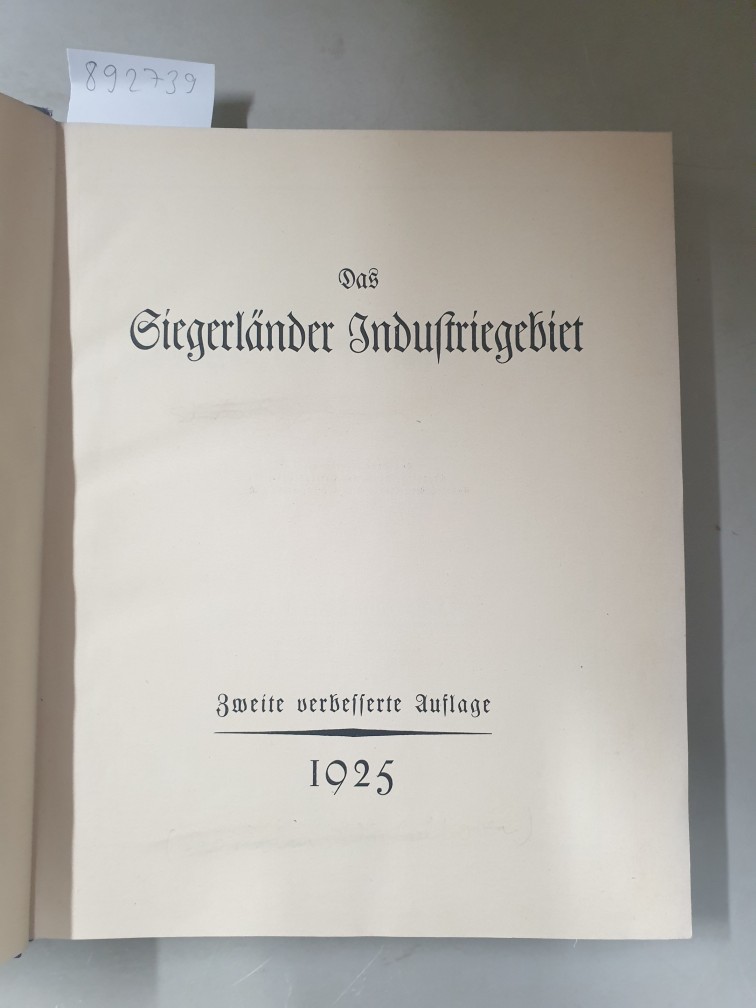 892739
Das
Siegerländer Induſtriegebiet
Zweite verbeſſerte Auflage
1925